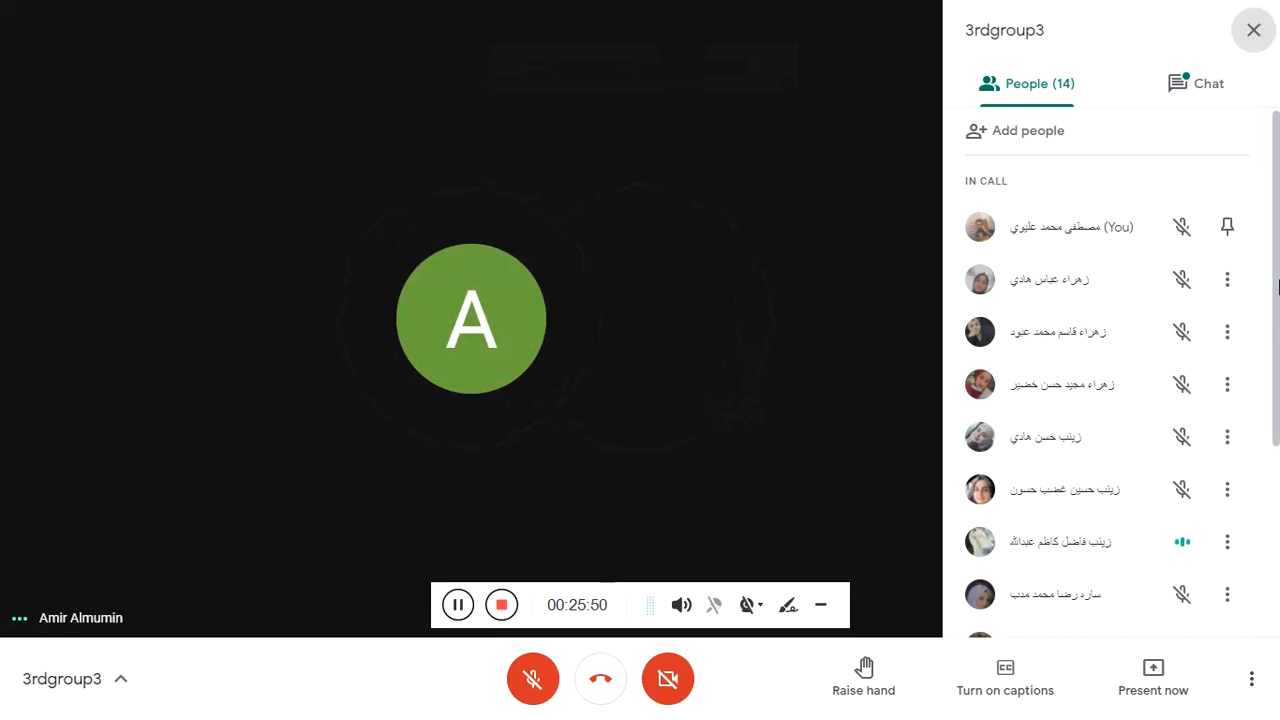 3rdgroup3
People (14)
Chat
Add people
IN CALL
مصطفى محمد عليوي (You)
زهراء عباس هادي
زهراء قاسم محمد عبود
زهراء مجيد حسن خضير
زينب حسن هادي
زينب حسين غضب حسون
زينب فاضل كاظم عبدالله
ساره رضا محمد مدب
A
00:25:50
Amir Almumin
3rdgroup3
Raise hand
Turn on captions
Present now